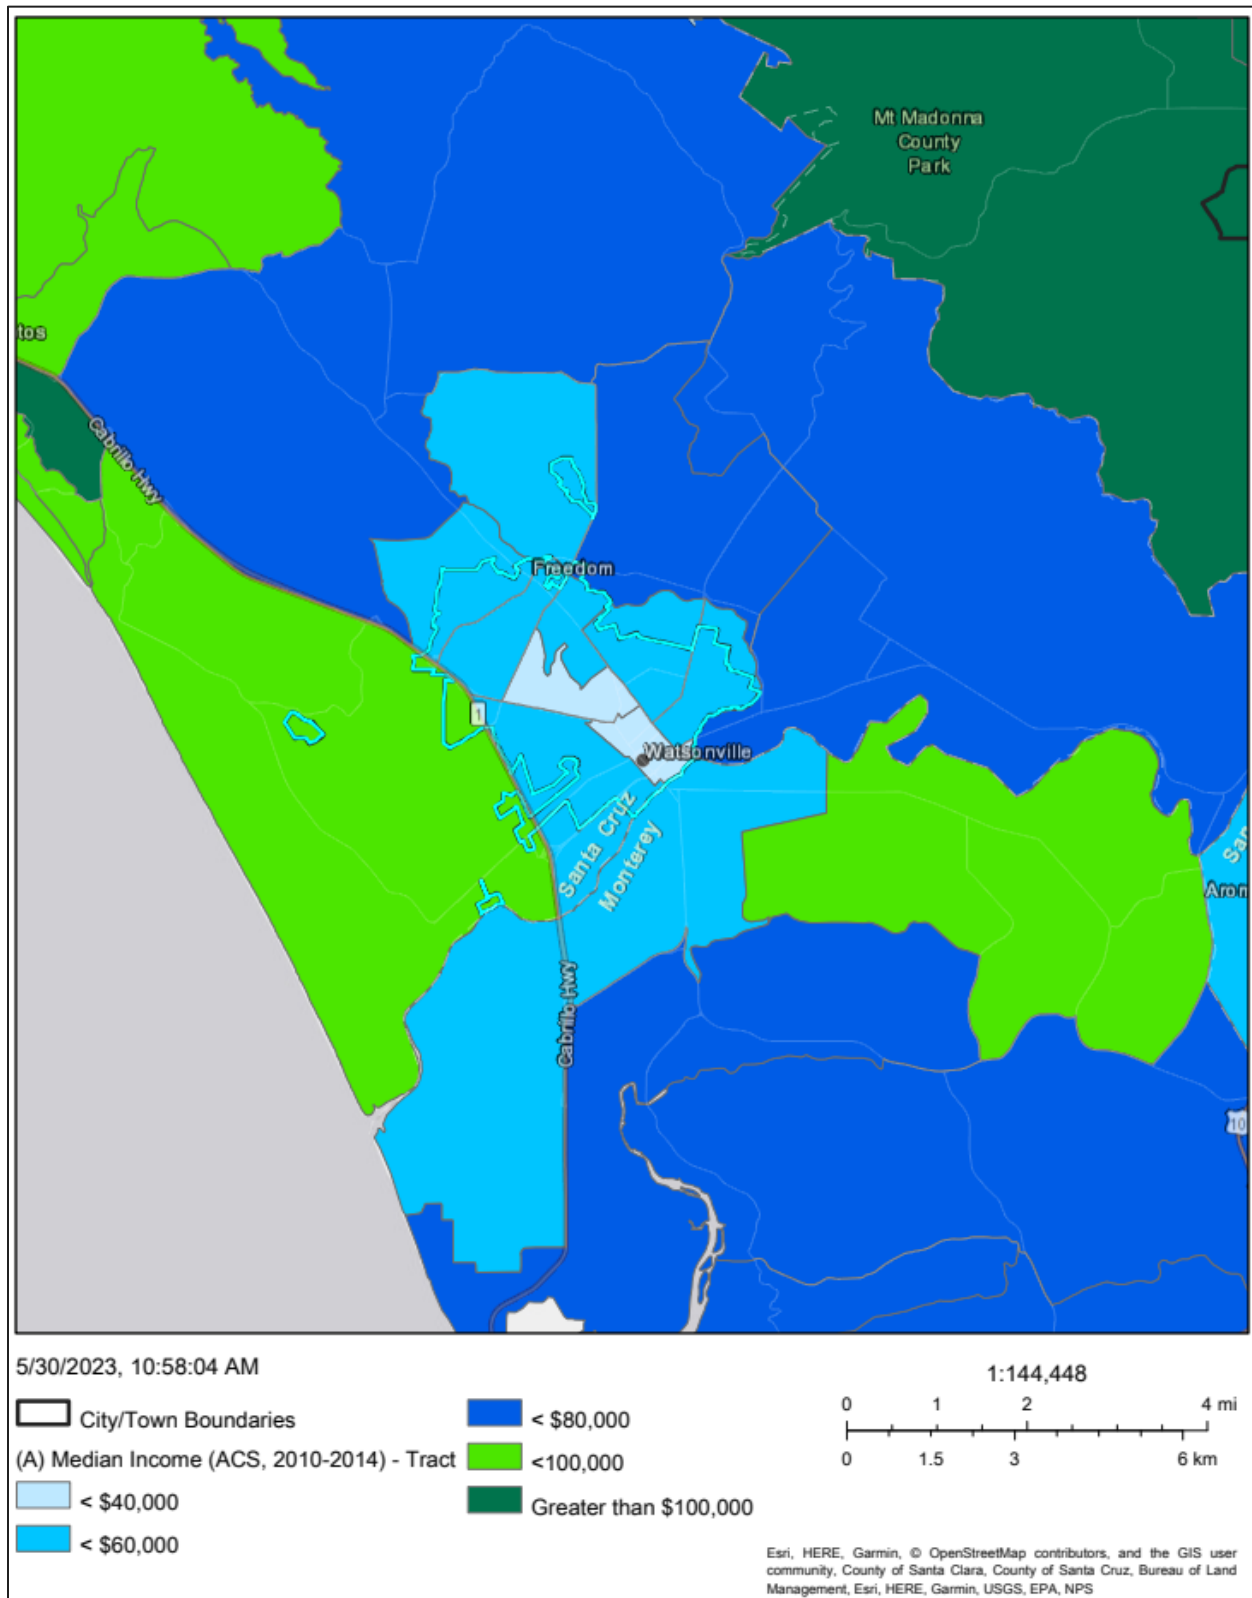 Mt Madonna
County
Park
tos
Cabrillo Hwy
Freedom
1
Watsonville
Santa Cruz
Monterey
San
Arom
Cabrillo Hwy
10
5/30/2023, 10:58:04 AM
City/Town Boundaries
(A) Median Income (ACS, 2010-2014) - Tract
< $40,000
< $60,000
< $80,000
<100,000
Greater than $100,000
1:144,448
0 1 2 4 mi
0 1.5 3 6 km
Esri, HERE, Garmin, © OpenStreetMap contributors, and the GIS user
community, County of Santa Clara, County of Santa Cruz, Bureau of Land
Management, Esri, HERE, Garmin, USGS, EPA, NPS